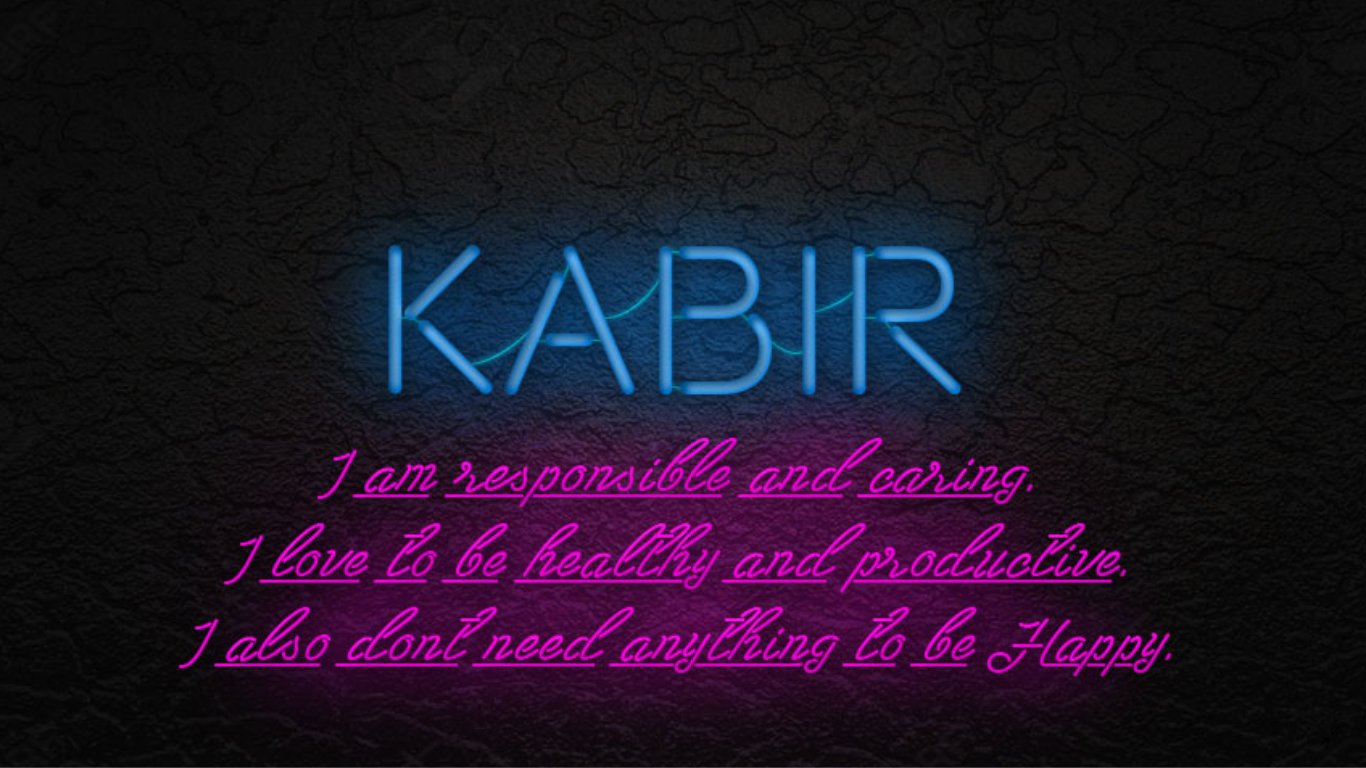 KABIR
I am responsible and caring.
I love to be healthy and productive.
I also dont need anything to be Happy.